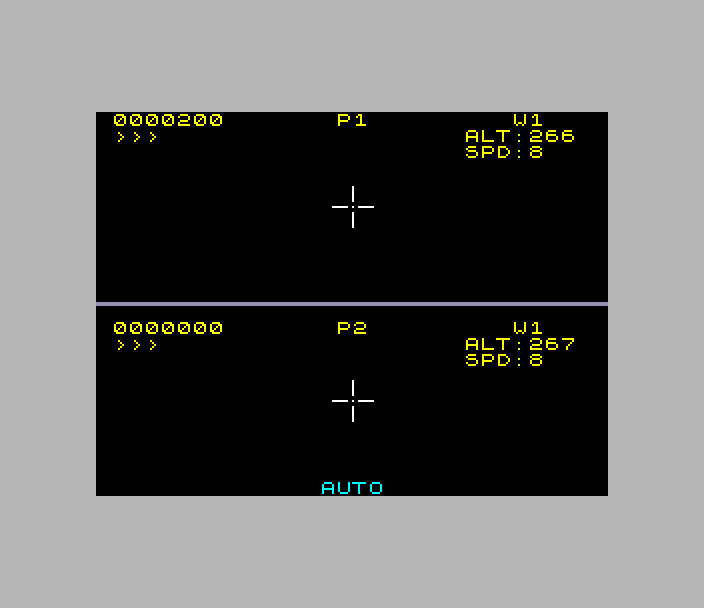 0000200 P1 W1
>>> ALT:266
SPD:8
0000000 P2 W1
>>> ALT:267
SPD:8
AUTO